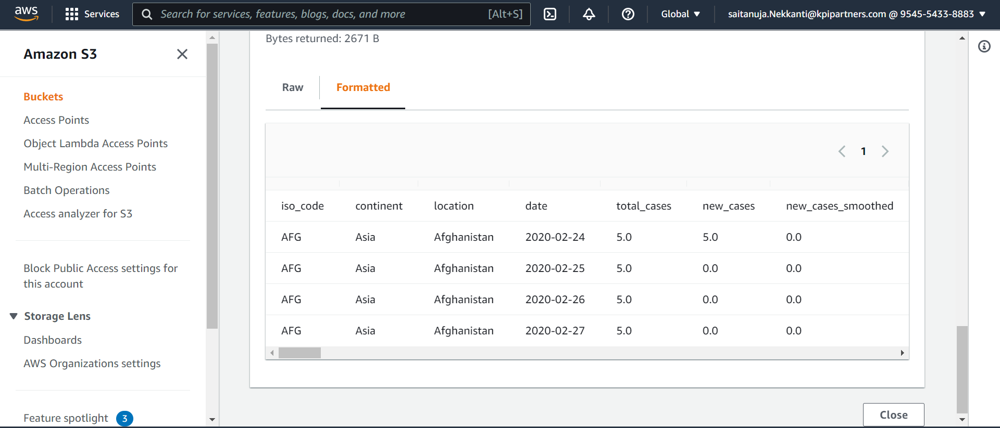 aws Services Search for services, features, blogs, docs, and more [Alt+S] Global saitanuja.Nekkanti@kpipartners.com @ 9545-5433-8883
Amazon S3
Buckets
Access Points
Object Lambda Access Points
Multi-Region Access Points
Batch Operations
Access analyzer for S3
Block Public Access settings for
this account
Storage Lens
Dashboards
AWS Organizations settings
Feature spotlight 3
Bytes returned: 2671 B
Raw Formatted
1
iso_code continent location date total_cases new_cases new_cases_smoothed
AFG Asia Afghanistan 2020-02-24 5.0 5.0 0.0
AFG Asia Afghanistan 2020-02-25 5.0 0.0 0.0
AFG Asia Afghanistan 2020-02-26 5.0 0.0 0.0
AFG Asia Afghanistan 2020-02-27 5.0 0.0 0.0
Close